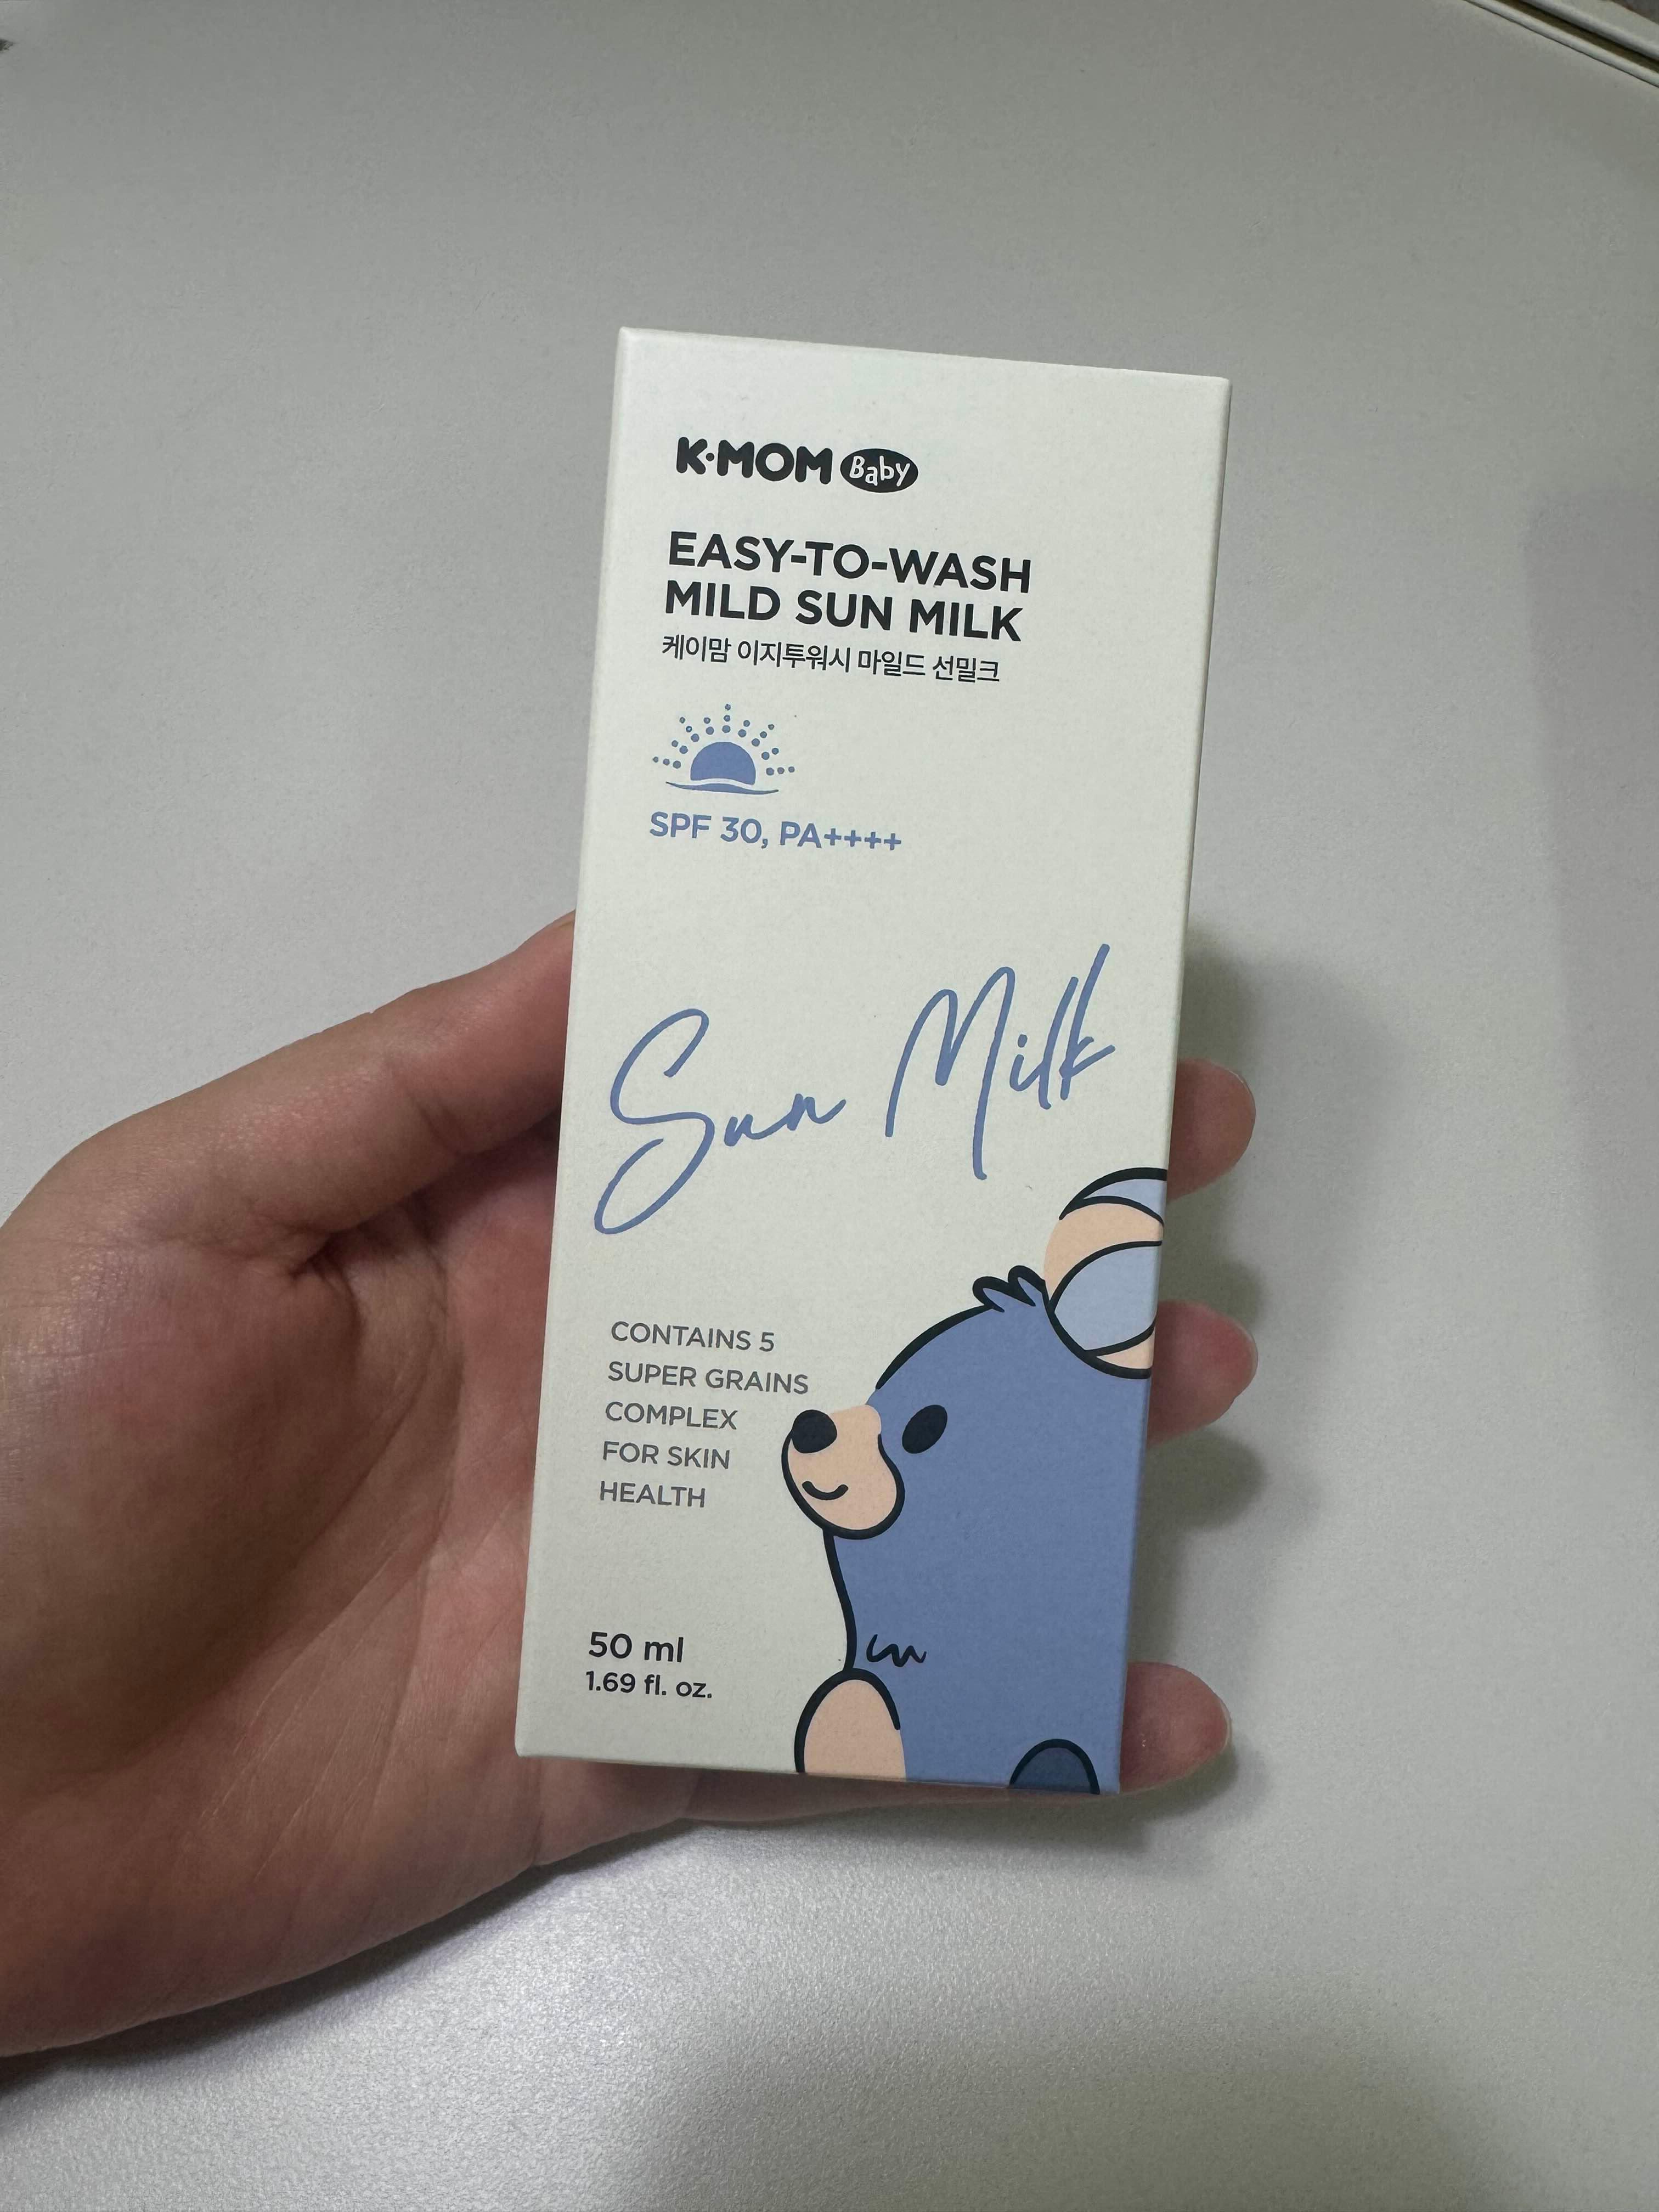 K·MOM Baby
EASY-TO-WASH
MILD SUN MILK
케이맘 이지투워시 마일드 선밀크
SPF 30, PA++++
Sun Milk
CONTAINS 5
SUPER GRAINS
COMPLEX
FOR SKIN
HEALTH
50 ml
1.69 fl. oz.